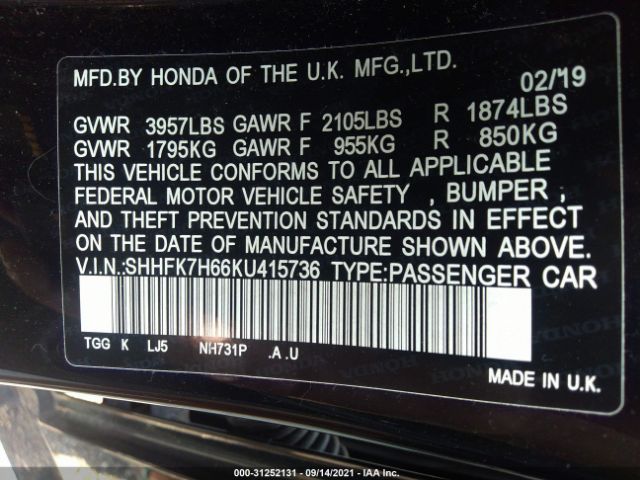 MFD.BY HONDA OF THE U.K. MFG.,LTD.
02/19
GVWR 3957LBS GAWR F 2105LBS R 1874LBS
GVWR 1795KG GAWR F 955KG R 850KG
THIS VEHICLE CONFORMS TO ALL APPLICABLE
FEDERAL MOTOR VEHICLE SAFETY , BUMPER ,
AND THEFT PREVENTION STANDARDS IN EFFECT
ON THE DATE OF MANUFACTURE SHOWN ABOVE.
V.I.N.:SHHFK7H66KU415736 TYPE:PASSENGER CAR
TGG K LJ5 NH731P .A.U
MADE IN U.K.
000-31252131 - 09/14/2021 - IAA Inc.